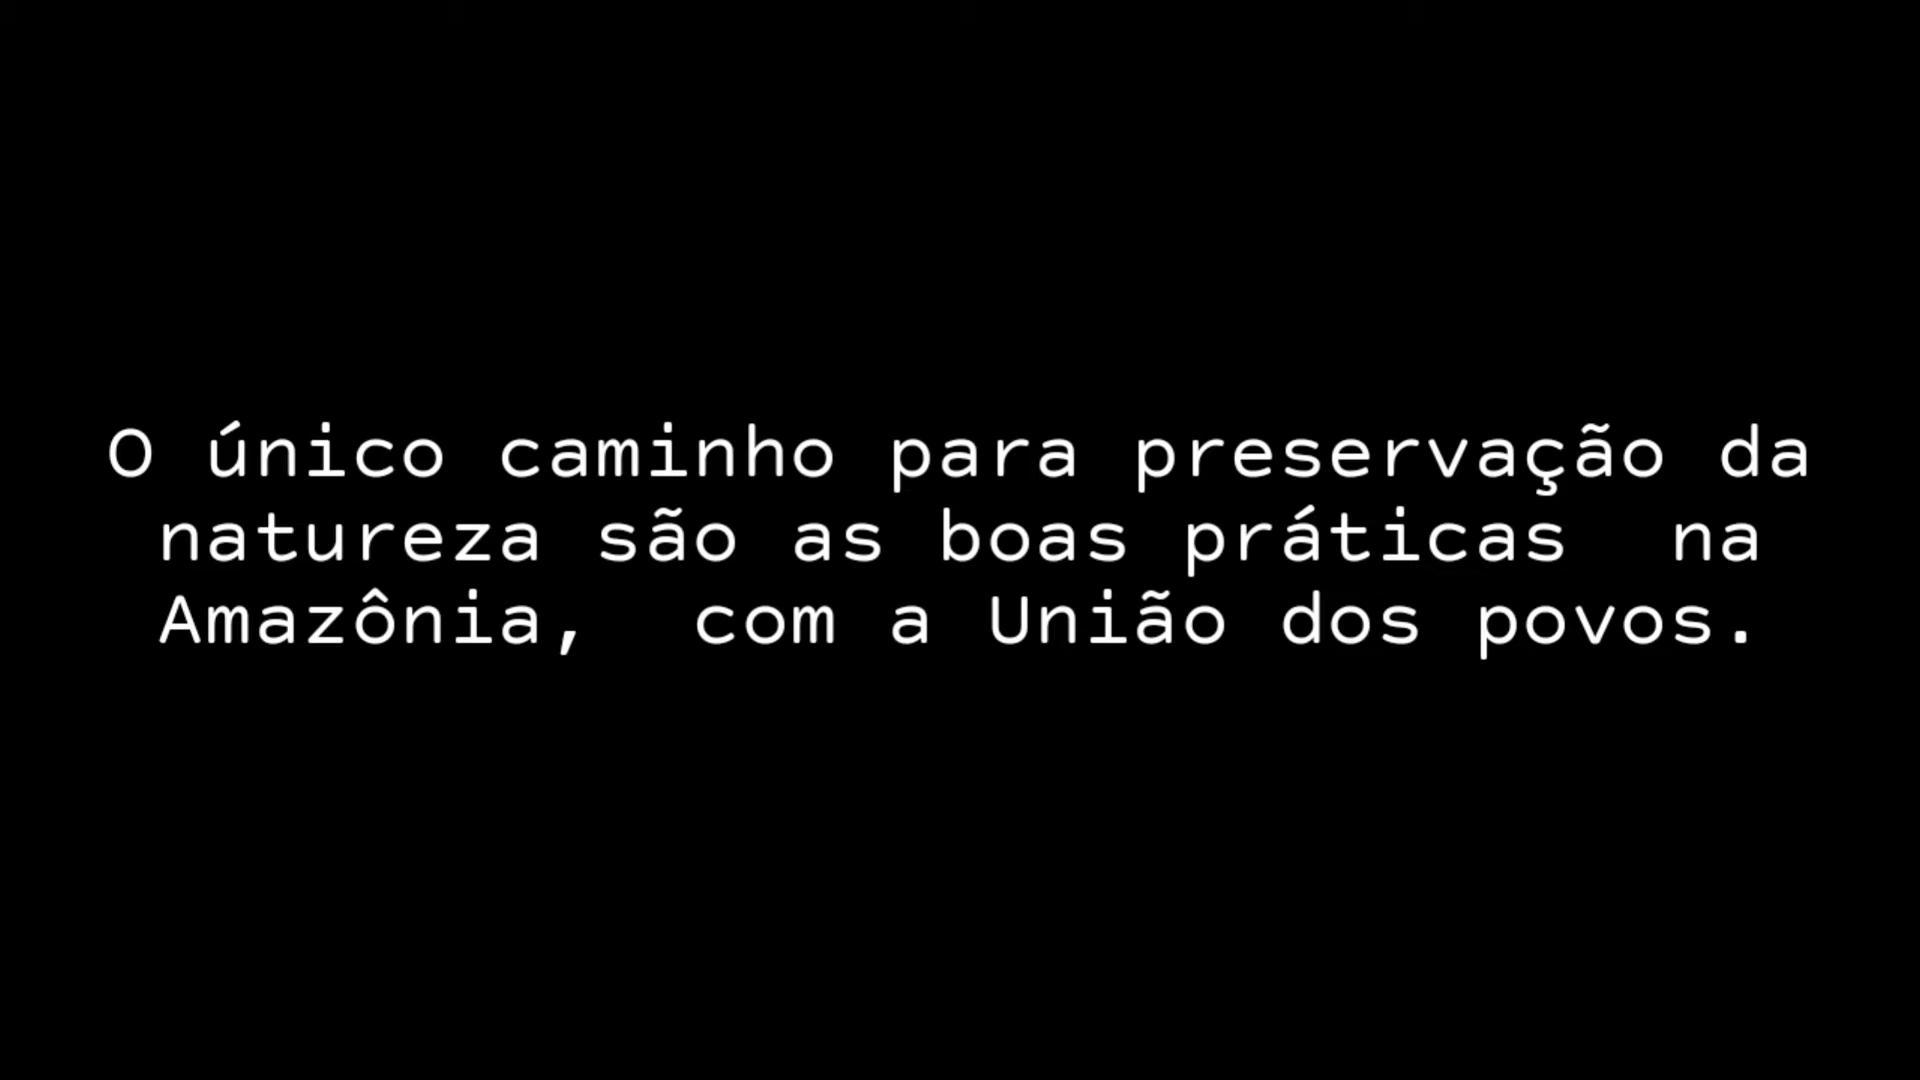 O único caminho para preservação da
natureza são as boas práticas  na
Amazônia,  com a União dos povos.